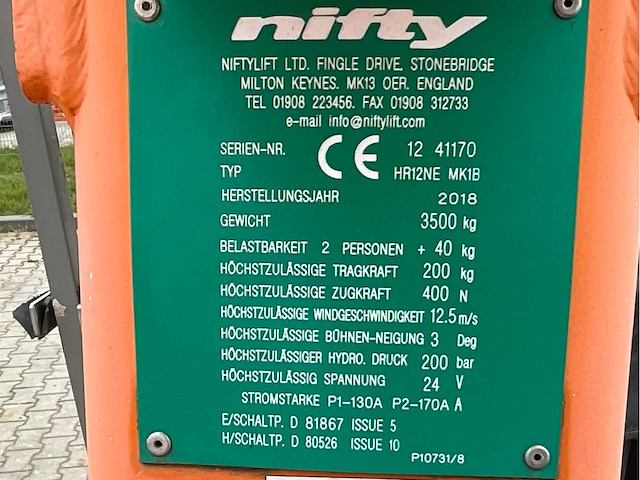 nifty
NIFTYLIFT LTD. FINGLE DRIVE, STONEBRIDGE
MILTON KEYNES. MK13 OER. ENGLAND
TEL 01908 223456. FAX 01908 312733
e-mail info@niftylift.com
SERIEN-NR. CE 12 41170
TYP HR12NE MK1B
HERSTELLUNGSJAHR 2018
GEWICHT 3500 kg
BELASTBARKEIT 2 PERSONEN + 40 kg
HÖCHSTZULÄSSIGE TRAGKRAFT 200 kg
HÖCHSTZULÄSSIGE ZUGKRAFT 400 N
HÖCHSTZULÄSSIGE WINDGESCHWINDIGKEIT 12.5 m/s
HÖCHSTZULÄSSIGE BÜHNEN-NEIGUNG 3 Deg
HÖCHSTZULÄSSIGER HYDRO. DRUCK 200 bar
HÖCHSTZULÄSSIG SPANNUNG 24 V
STROMSTARKE P1-130A P2-170A A
E/SCHALTP. D 81867 ISSUE 5
H/SCHALTP. D 80526 ISSUE 10
P10731/8